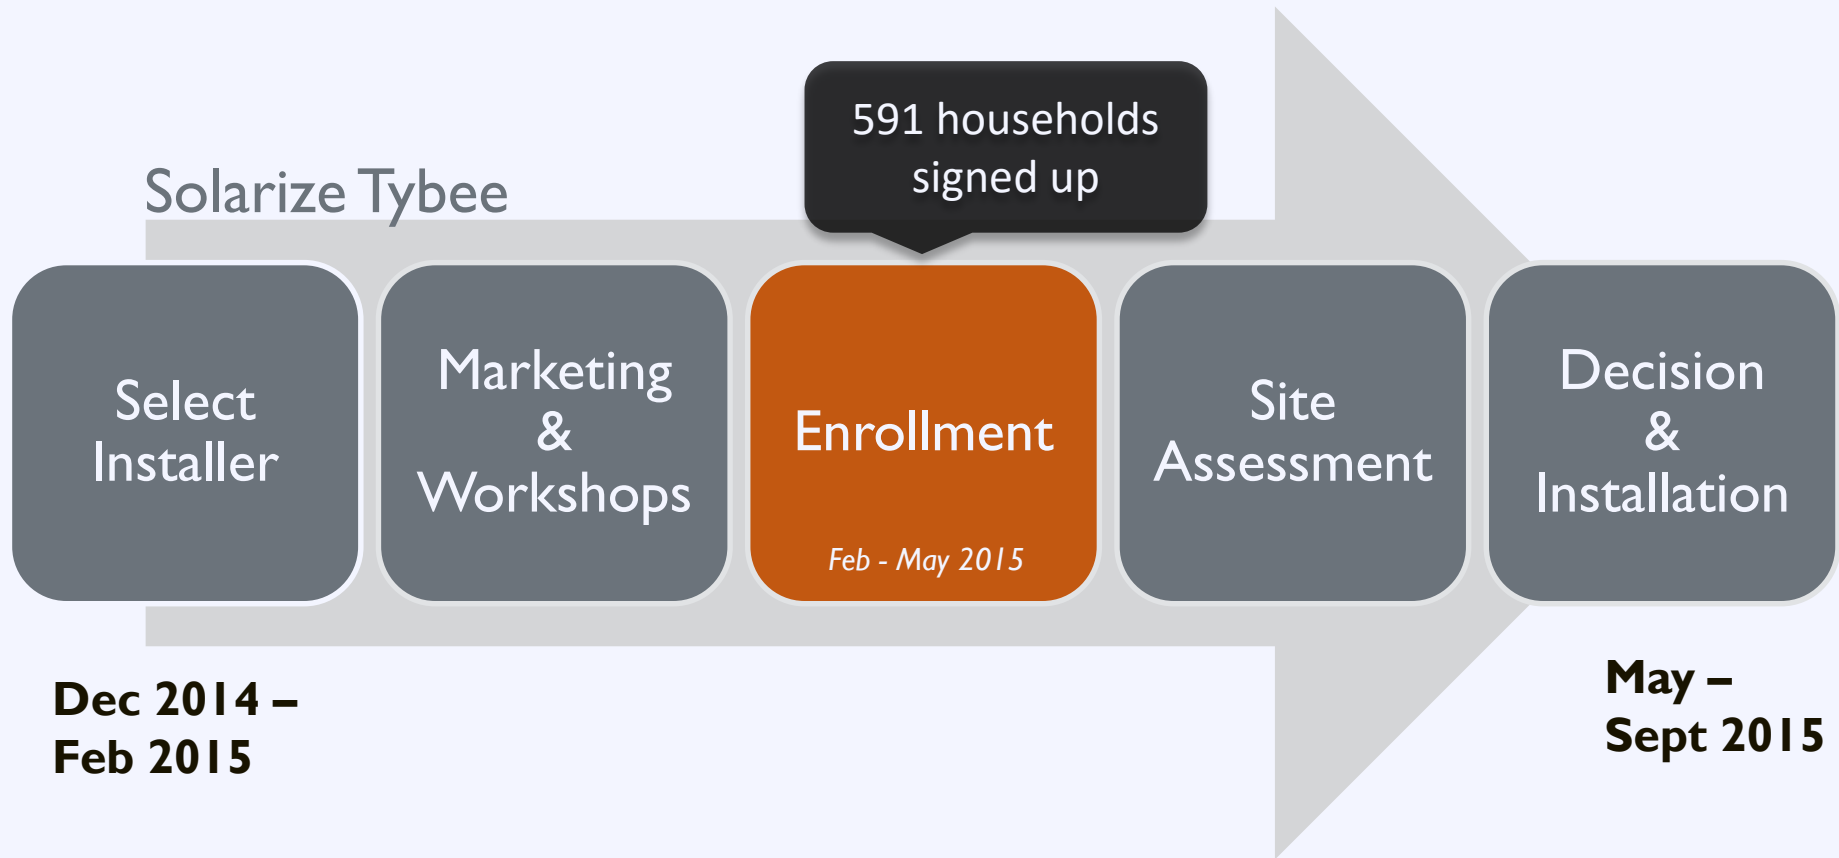 Solarize Tybee
591 households
signed up
Select
Installer
Marketing
&
Workshops
Enrollment
Feb - May 2015
Site
Assessment
Decision
&
Installation
Dec 2014 –
Feb 2015
May –
Sept 2015